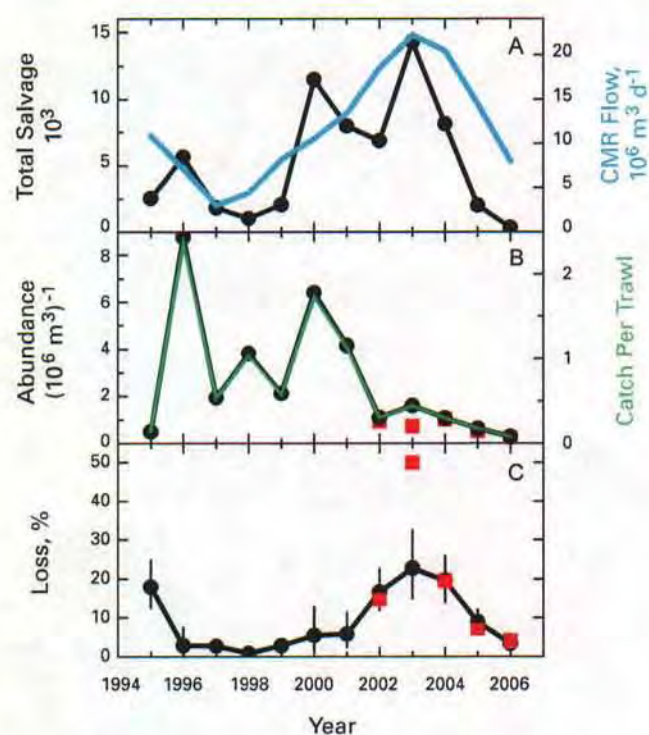 Total Salvage
10³
15
10
5
0
A
20
15
10
5
0
CMR Flow,
10⁶ m³ d⁻¹
Abundance
(10⁶ m³)⁻¹
8
6
4
2
0
B
2
1
0
Catch Per Trawl
Loss, %
50
40
30
20
10
0
C
1994 1996 1998 2000 2002 2004 2006
Year